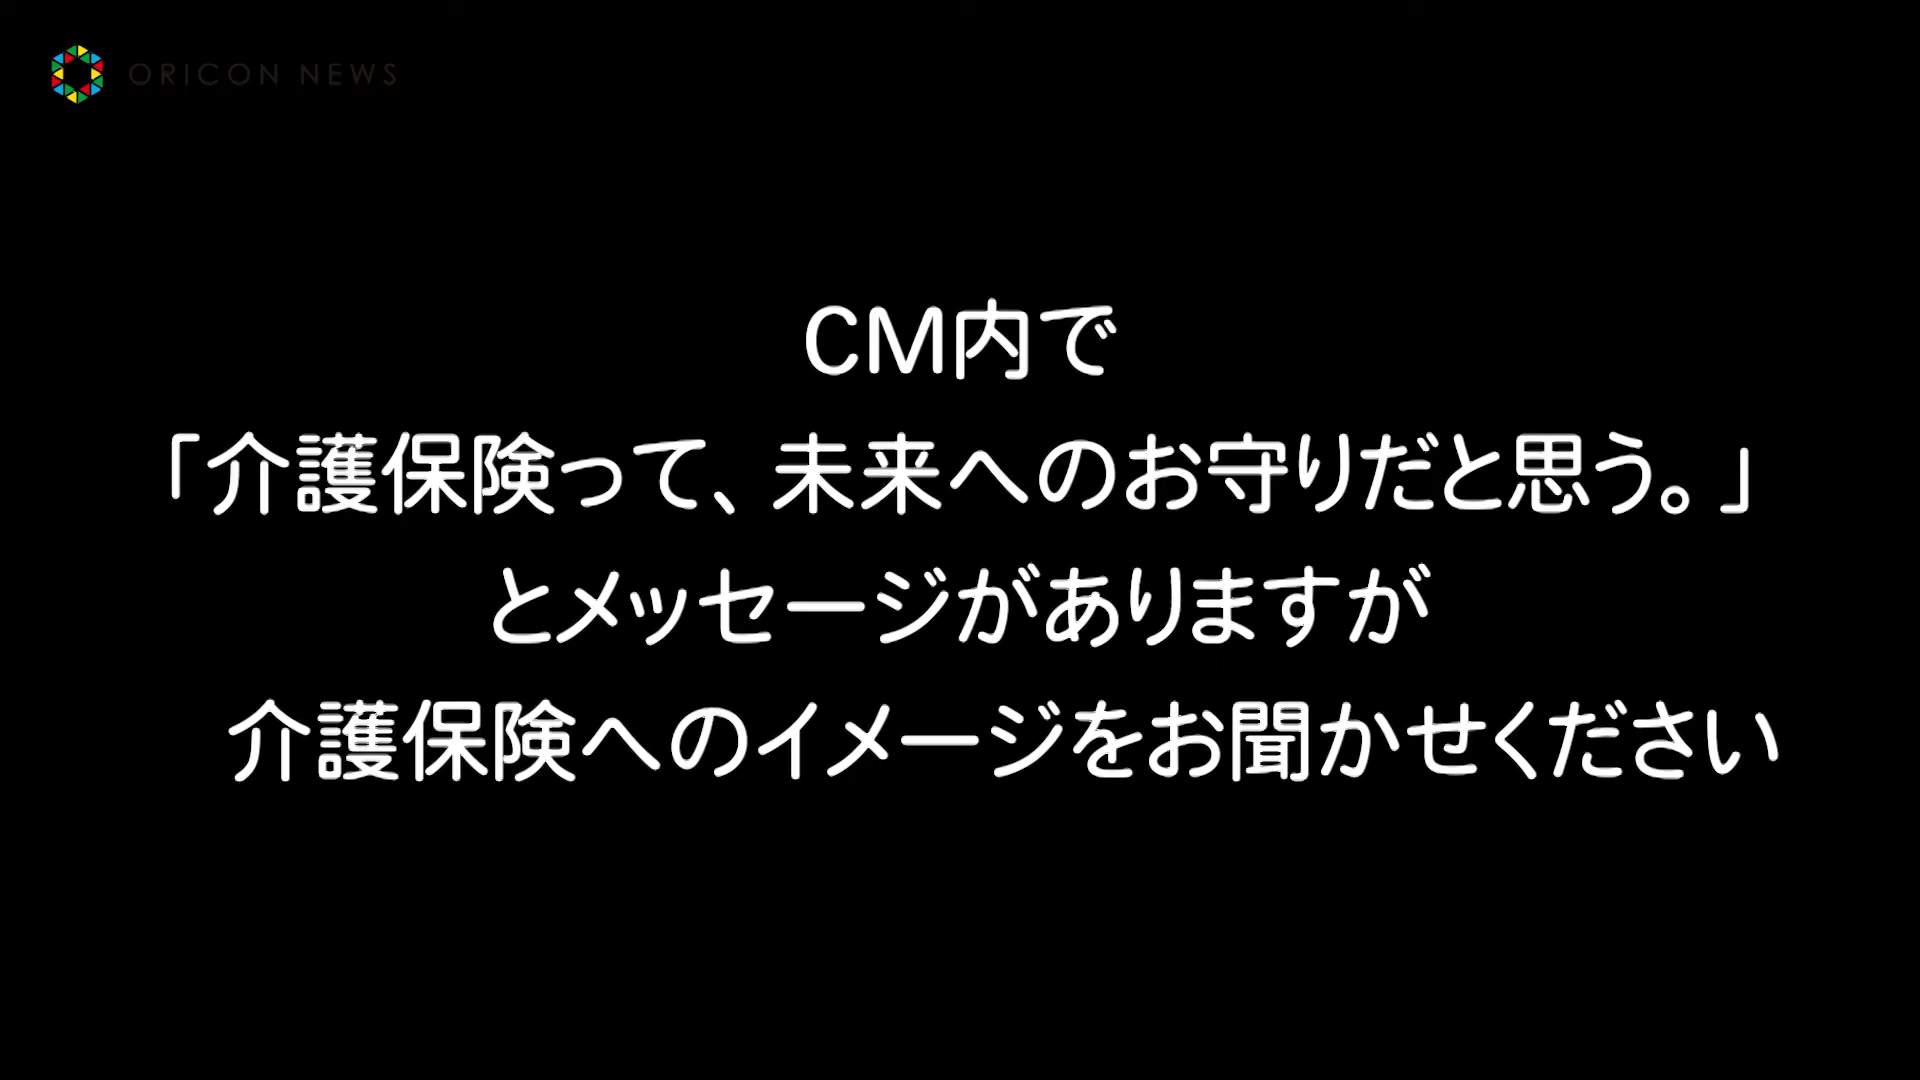 ORICON NEWS
CM内で
「介護保険って、未来へのお守りだと思う。」
とメッセージがありますが
介護保険へのイメージをお聞かせください